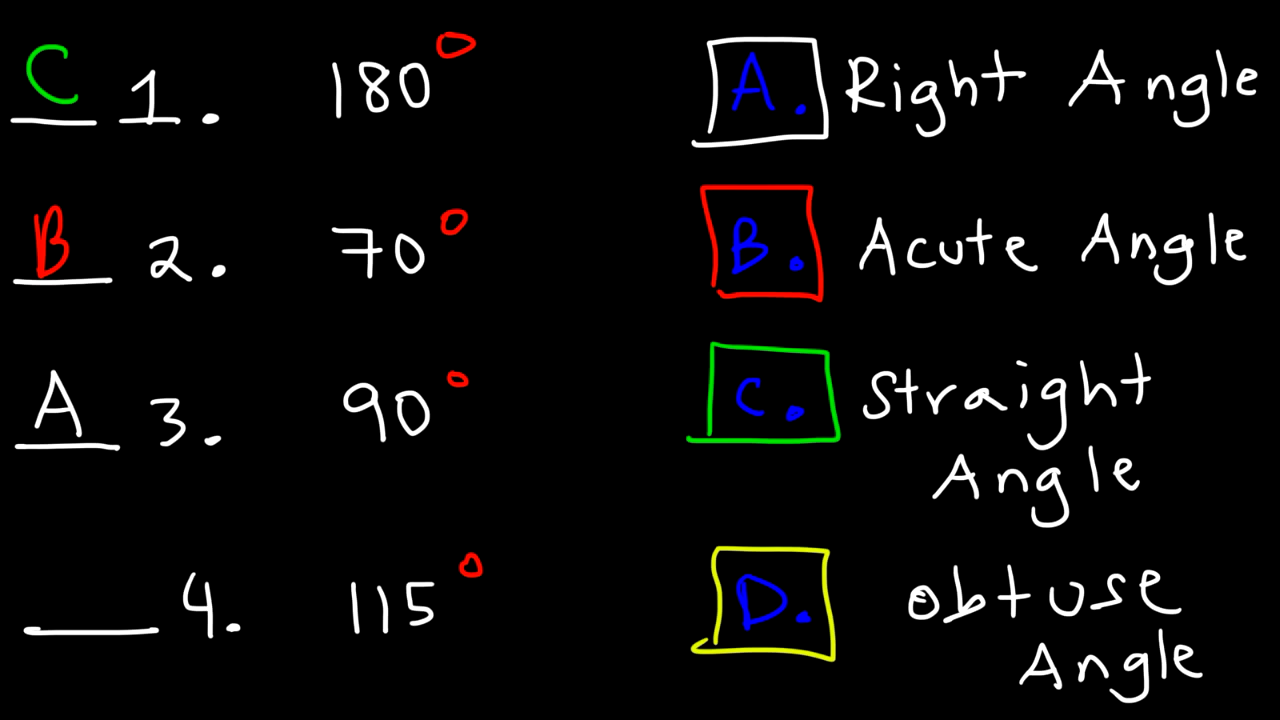 C 1. 180° A. Right Angle
B 2. 70° B. Acute Angle
A 3. 90° C. Straight
Angle
4. 115° D. obtuse
Angle